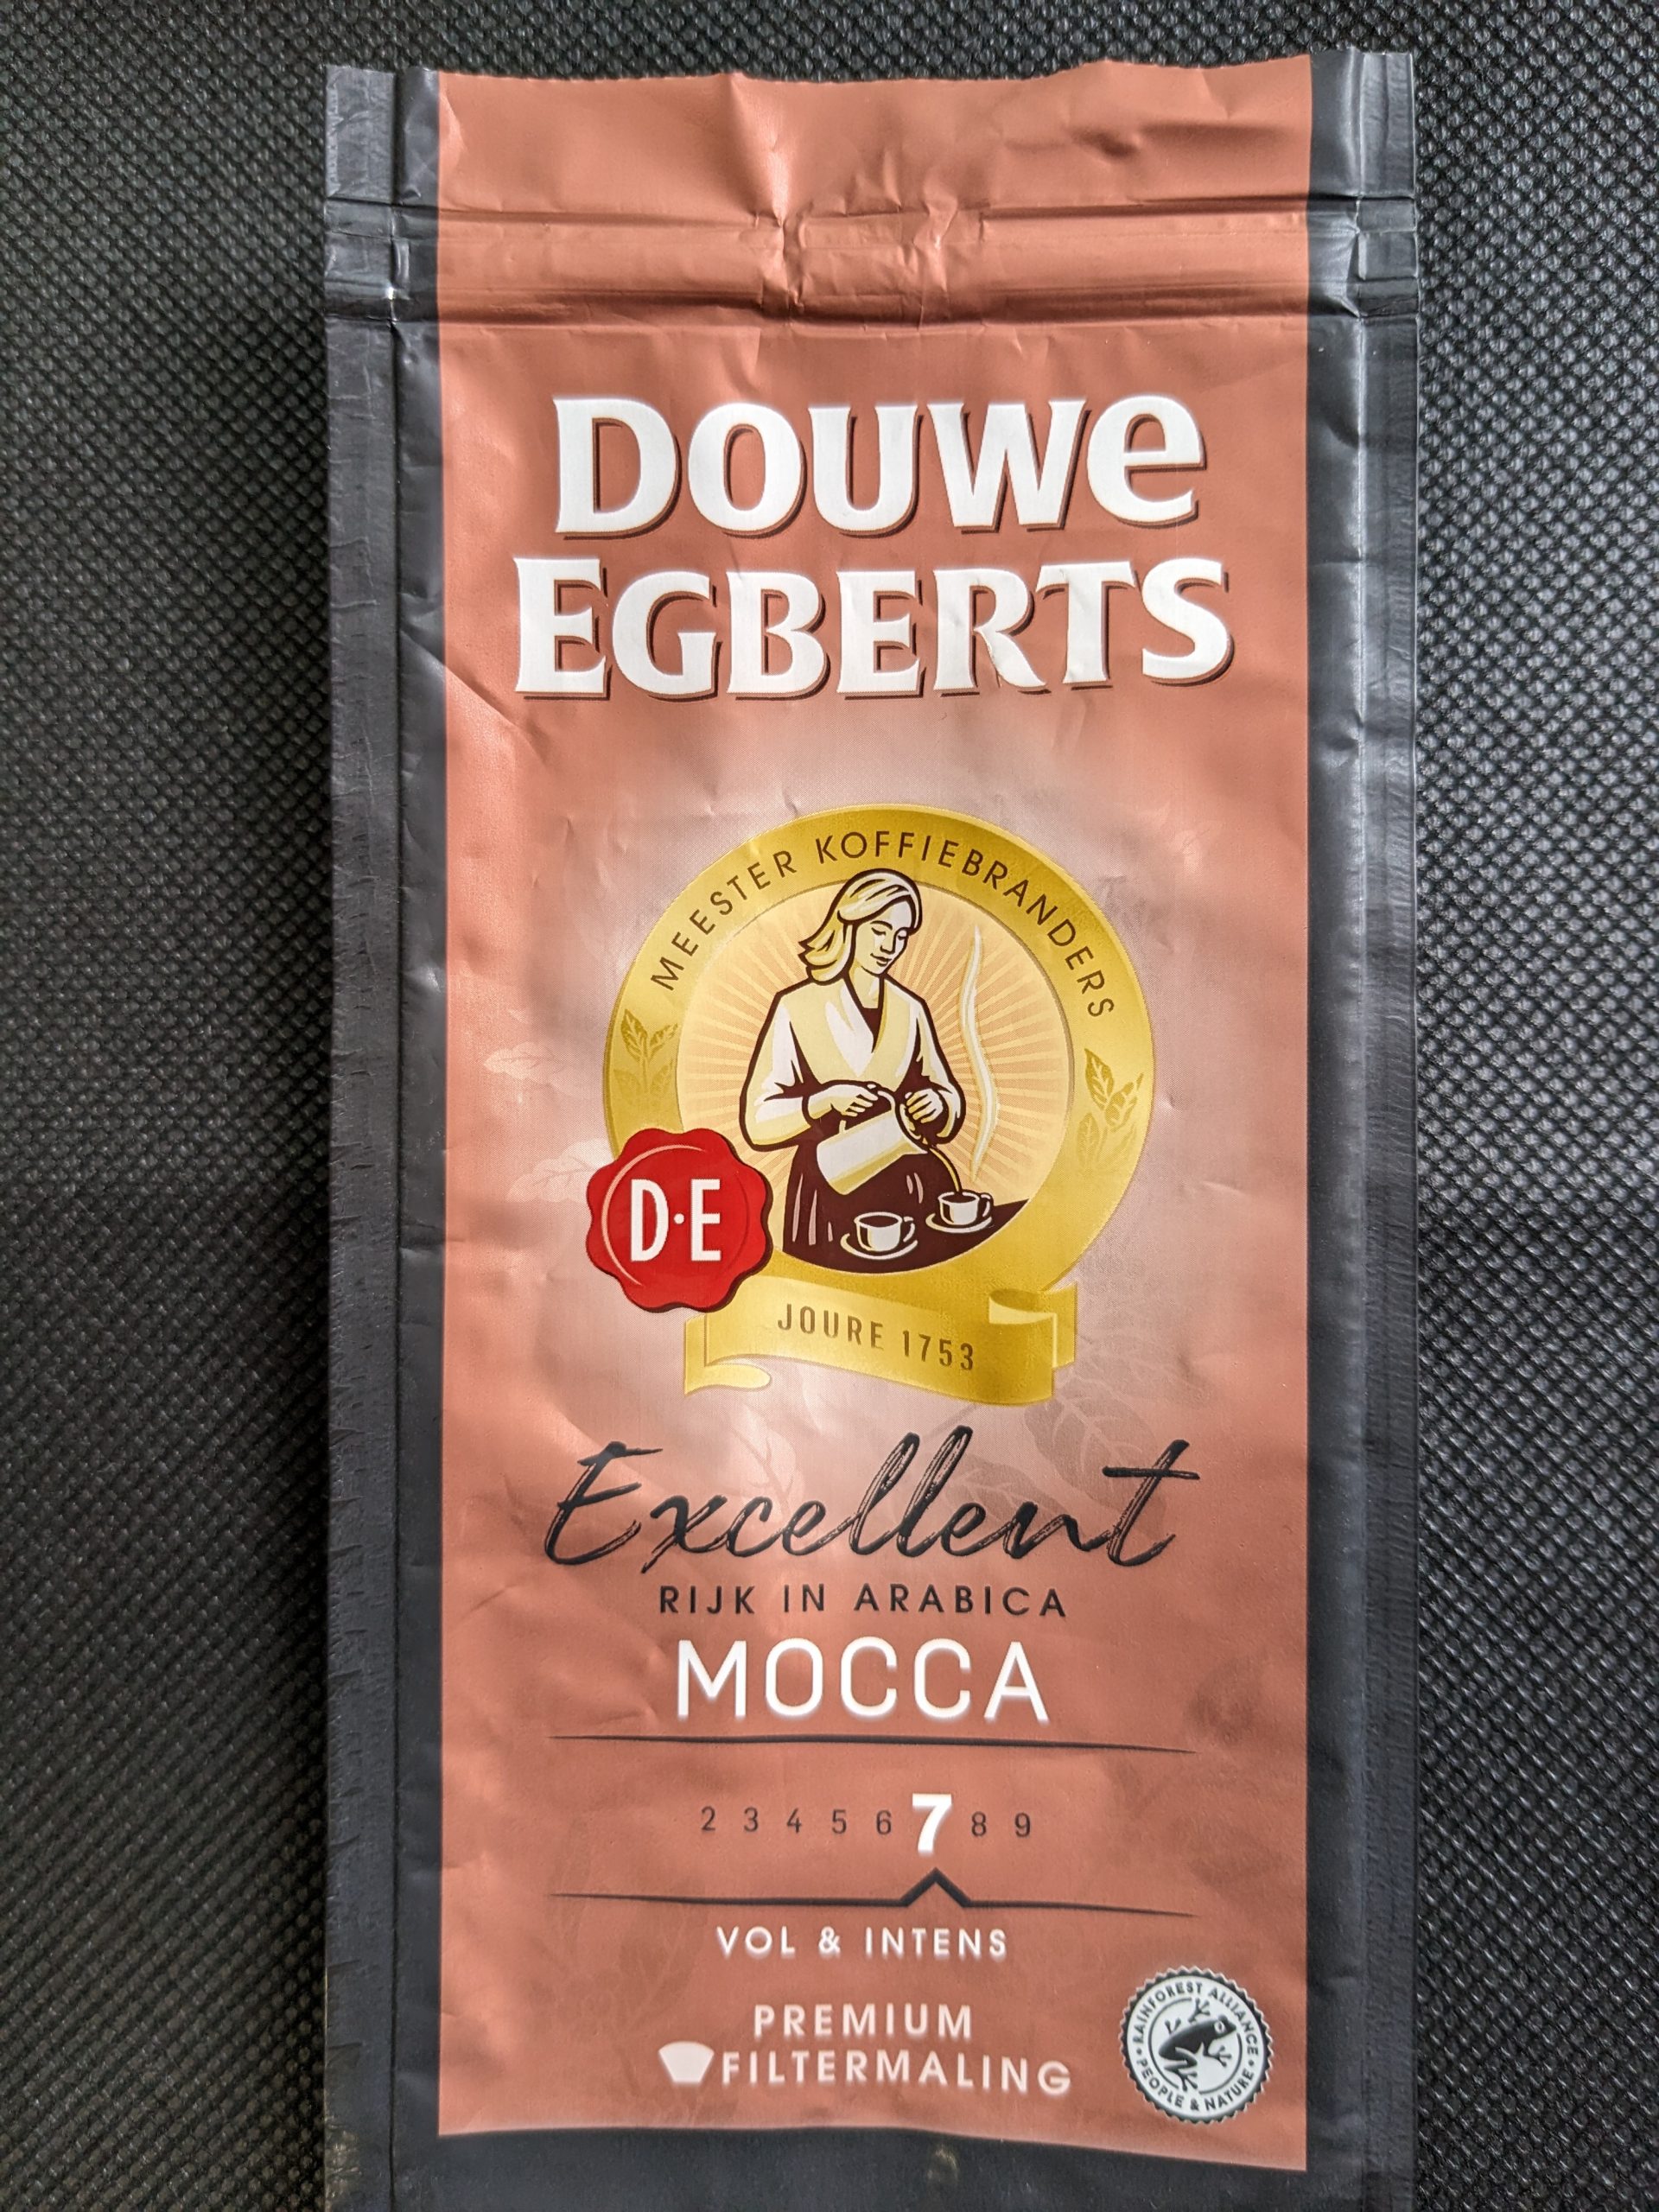 DOUWe
EGBERTS
MEESTER KOFFIEBRANDERS
D·E
JOURE 1753
Excellent
RIJK IN ARABICA
MOCCA
2 3 4 5 6 7 8 9
VOL & INTENS
PREMIUM
FILTERMALING
RAINFOREST ALLIANCE
PEOPLE & NATURE